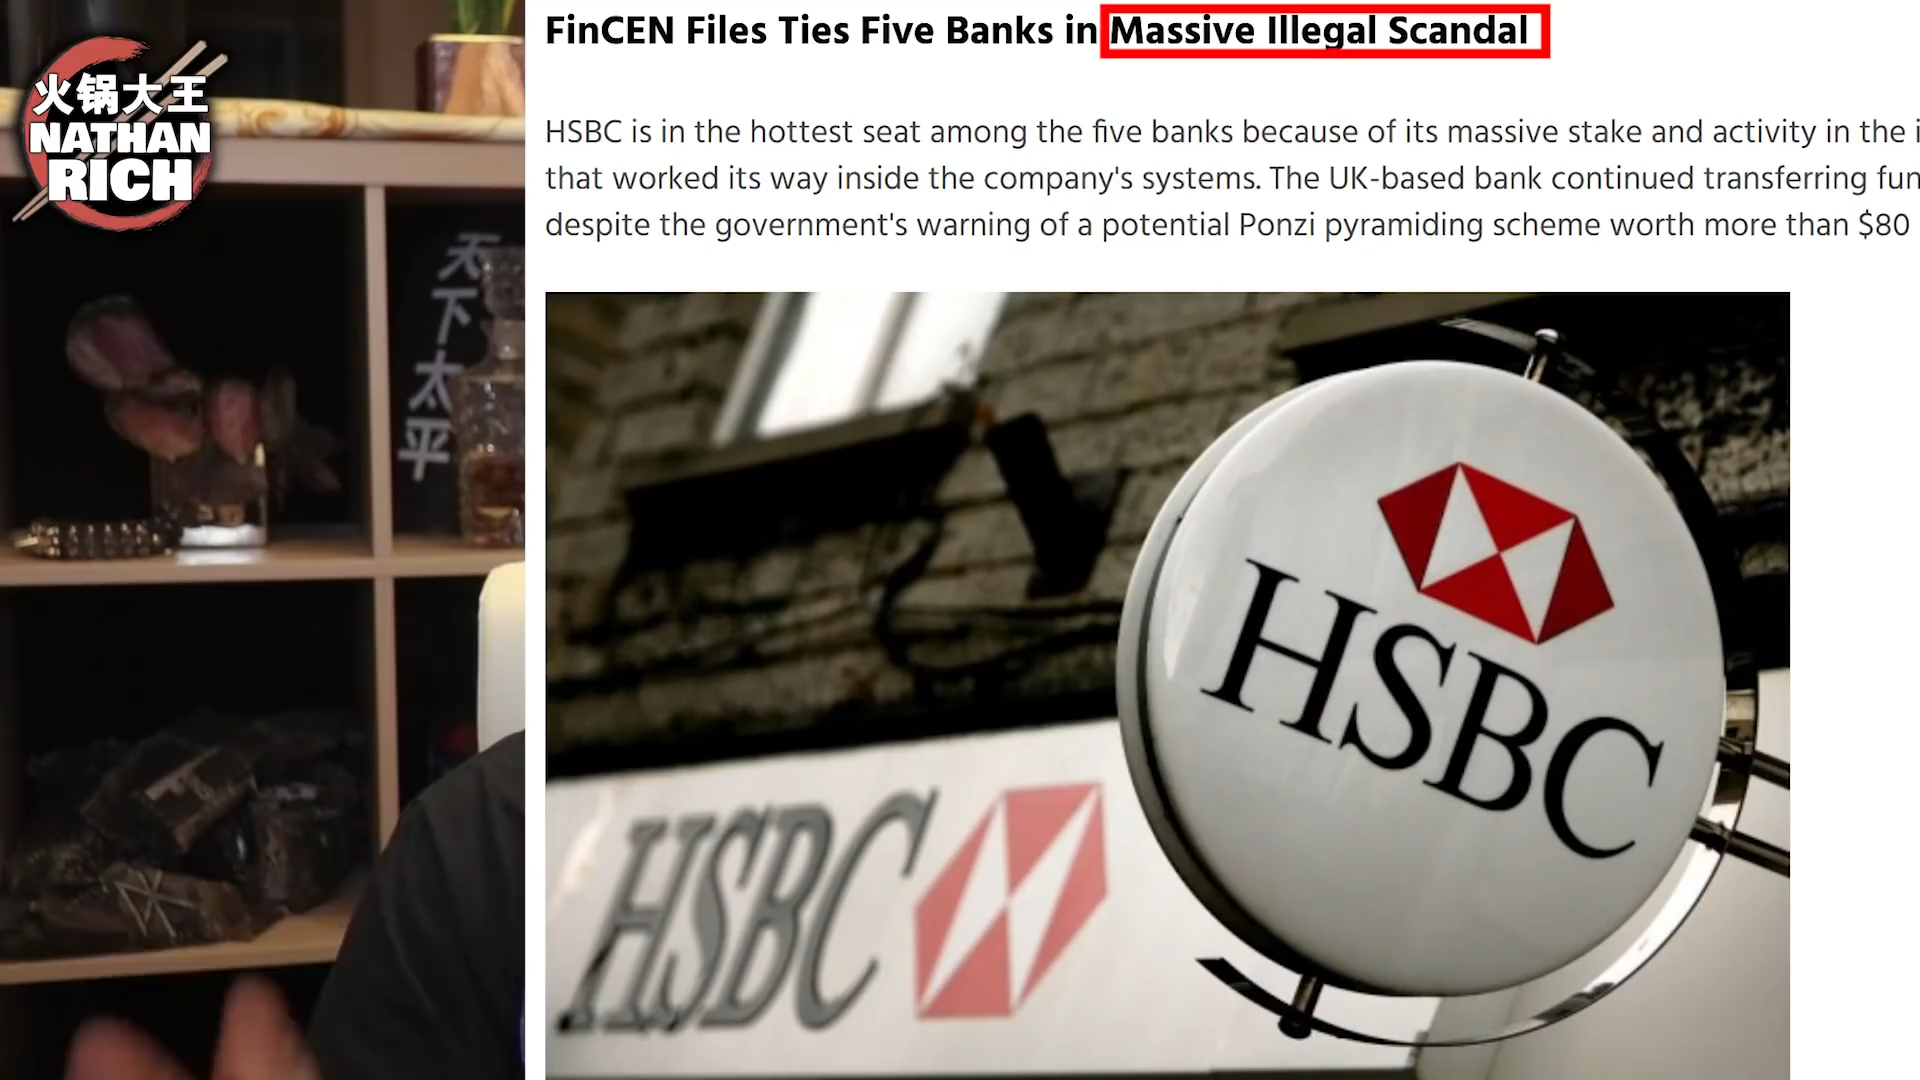 火锅大王
NATHAN
RICH
天下太平
FinCEN Files Ties Five Banks in Massive Illegal Scandal
HSBC is in the hottest seat among the five banks because of its massive stake and activity in the
that worked its way inside the company's systems. The UK-based bank continued transferring
despite the government's warning of a potential Ponzi pyramiding scheme worth more than $80
HSBC
HSBC